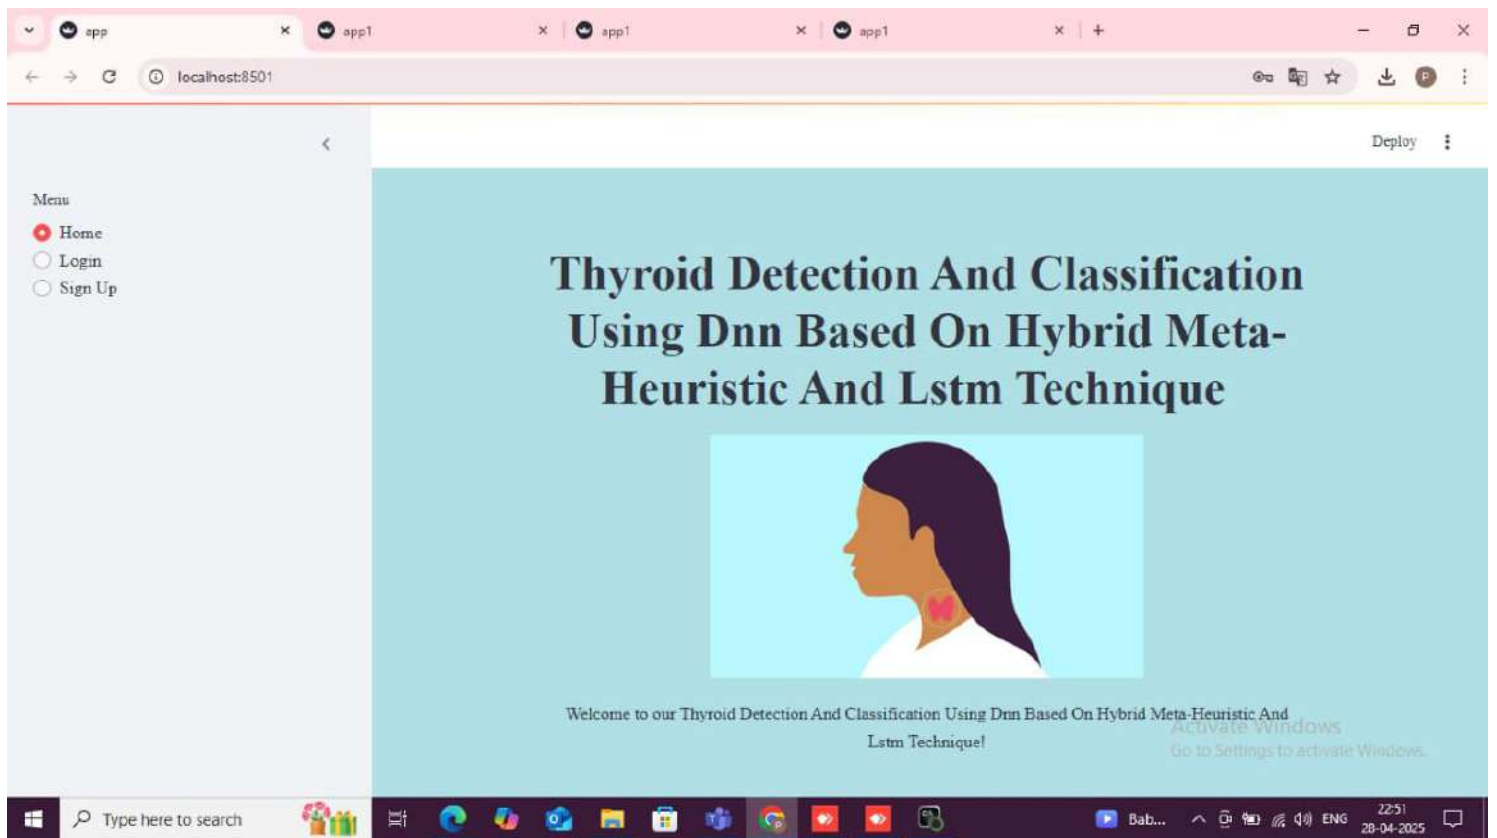 app
app1
app1
app1
localhost:8501
Deploy
Menu
Home
Login
Sign Up
Thyroid Detection And Classification
Using Dnn Based On Hybrid Meta-
Heuristic And Lstm Technique
Welcome to our Thyroid Detection And Classification Using Dnn Based On Hybrid Meta-Heuristic And
Lstm Technique!
Activate Windows
Go to Settings to activate Windows.
Type here to search
Bab...
ENG
22:51
28-04-2025